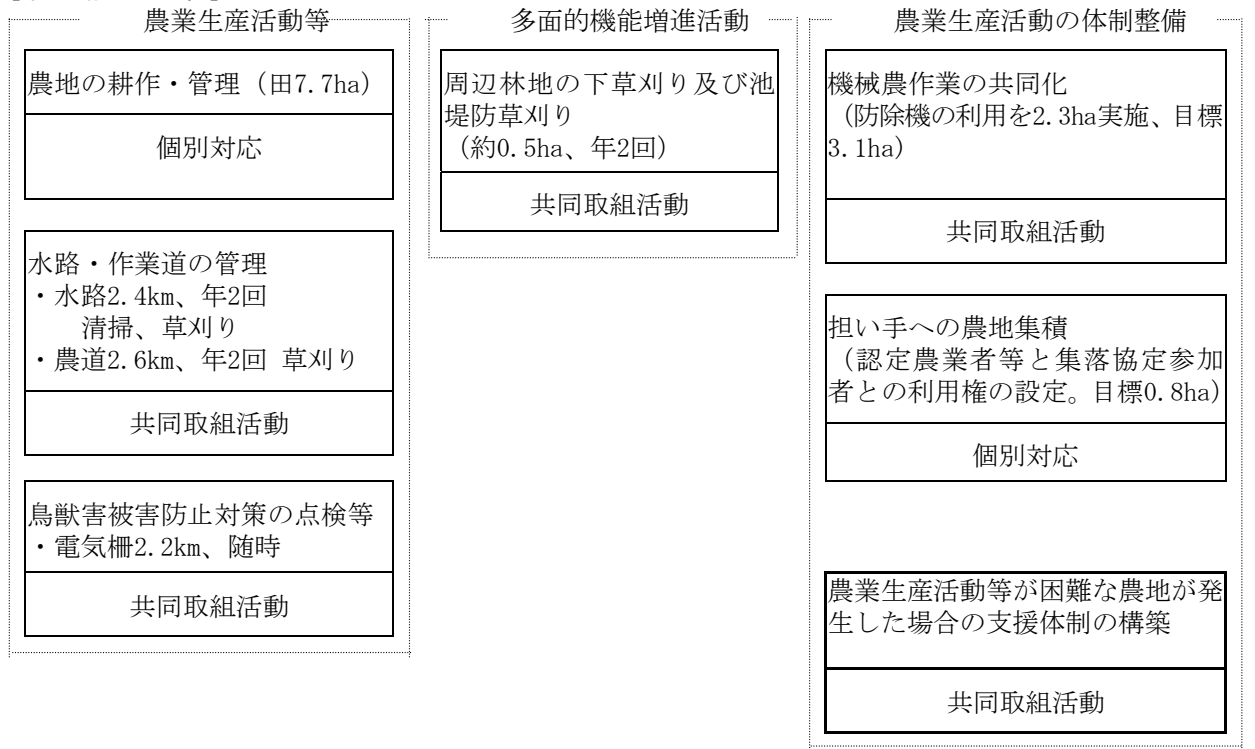 農業生産活動等
農地の耕作・管理（田7.7ha）
個別対応
水路・作業道の管理
・水路2.4km、年2回
清掃、草刈り
・農道2.6km、年2回 草刈り
共同取組活動
鳥獣害被害防止対策の点検等
・電気柵2.2km、随時
共同取組活動
多面的機能増進活動
周辺林地の下草刈り及び池
堤防草刈り
（約0.5ha、年2回）
共同取組活動
農業生産活動の体制整備
機械農作業の共同化
（防除機の利用を2.3ha実施、目標
3.1ha）
共同取組活動
担い手への農地集積
（認定農業者等と集落協定参加
者との利用権の設定。目標0.8ha）
個別対応
農業生産活動等が困難な農地が発
生した場合の支援体制の構築
共同取組活動